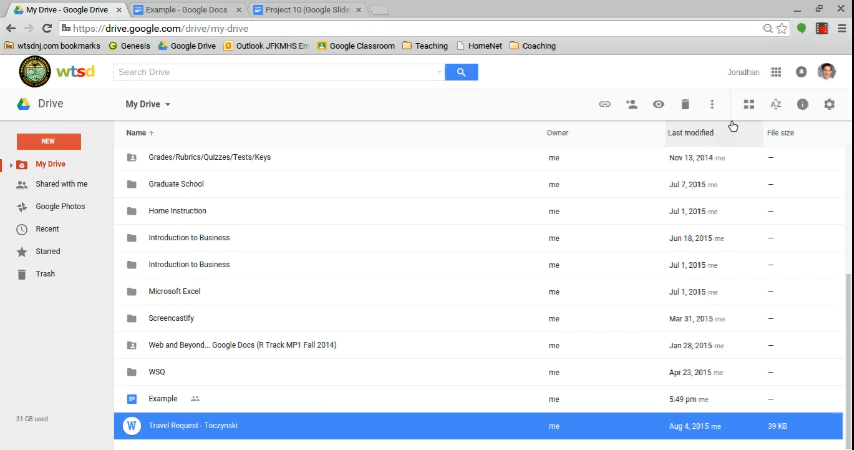 My Drive - Google Drive × Example - Google Docs × Project 10 (Google Slide ×
https://drive.google.com/drive/my-drive
wtsdnj.com bookmarks Genesis Google Drive Outlook JFKMHS Em Google Classroom Teaching HomeNet Coaching
wtsd Search Drive Jonathan
Drive My Drive AZ
NEW
My Drive
Shared with me
Google Photos
Recent
Starred
Trash
31 GB used
Name Owner Last modified File size
Grades/Rubrics/Quizzes/Tests/Keys me Nov 13, 2014 me –
Graduate School me Jul 7, 2015 me –
Home Instruction me Jul 1, 2015 me –
Introduction to Business me Jun 18, 2015 me –
Introduction to Business me Jul 1, 2015 me –
Microsoft Excel me Jul 1, 2015 me –
Screencastify me Mar 31, 2015 me –
Web and Beyond... Google Docs (R Track MP1 Fall 2014) me Jan 28, 2015 me –
WSQ me Apr 23, 2015 me –
Example me 5:49 pm me –
W Travel Request - Toczynski me Aug 4, 2015 me 39 KB